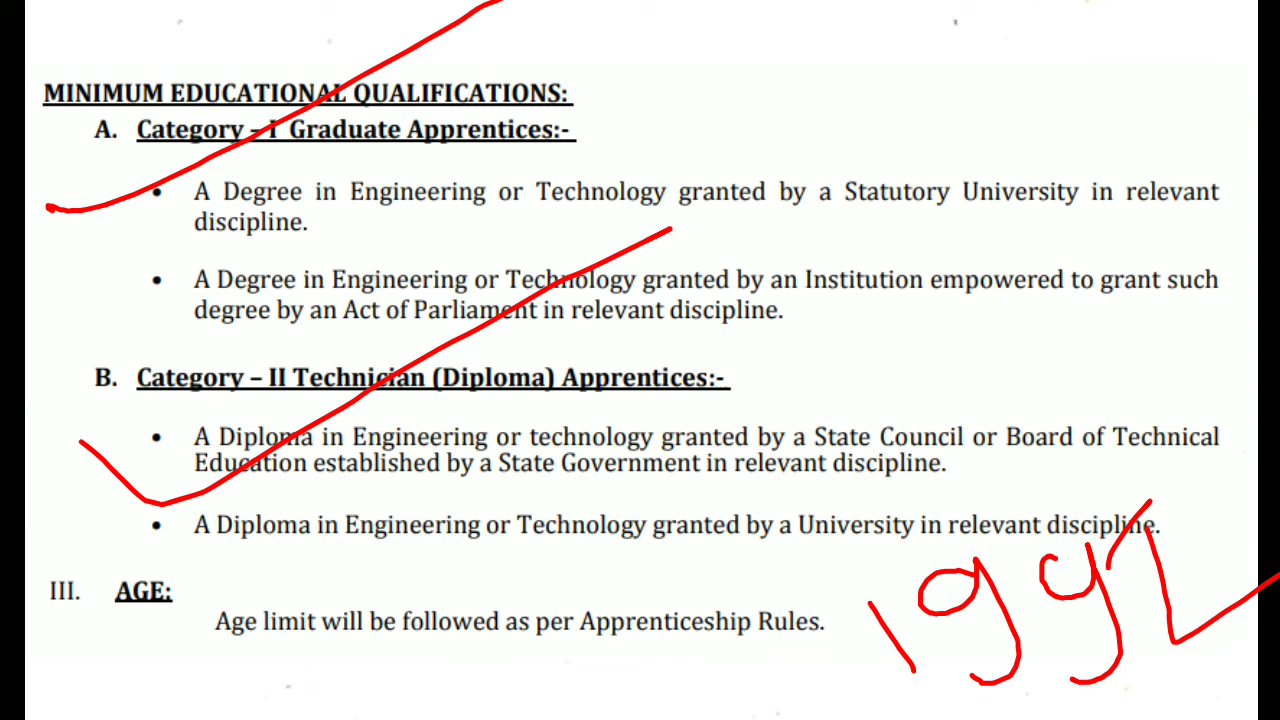 MINIMUM EDUCATIONAL QUALIFICATIONS:
A. Category – I Graduate Apprentices:-
• A Degree in Engineering or Technology granted by a Statutory University in relevant
discipline.
• A Degree in Engineering or Technology granted by an Institution empowered to grant such
degree by an Act of Parliament in relevant discipline.
B. Category – II Technician (Diploma) Apprentices:-
• A Diploma in Engineering or technology granted by a State Council or Board of Technical
Education established by a State Government in relevant discipline.
• A Diploma in Engineering or Technology granted by a University in relevant discipline.
III. AGE:
Age limit will be followed as per Apprenticeship Rules.